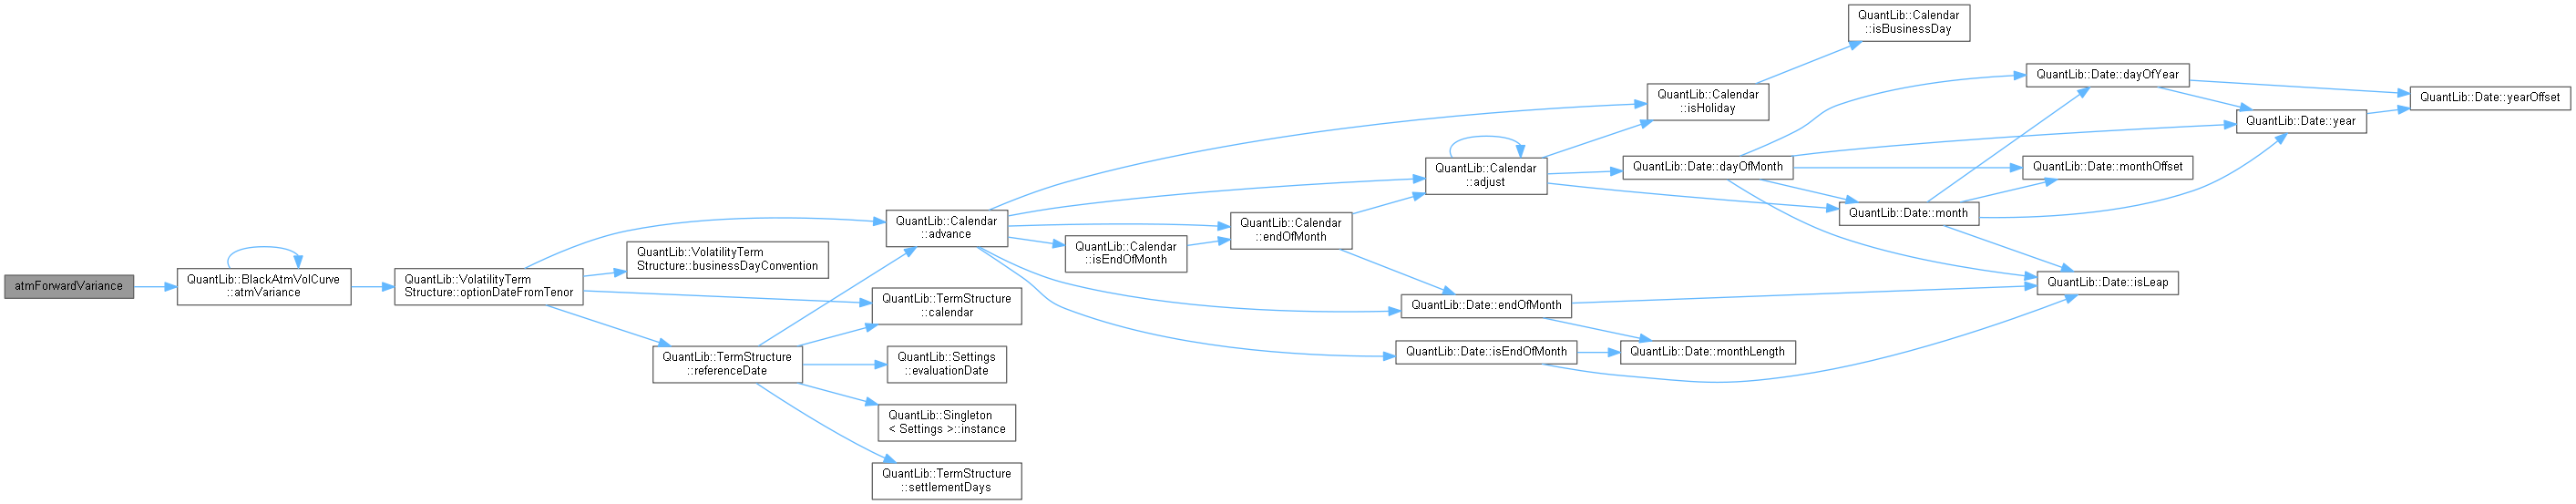 atmForwardVariance
QuantLib::BlackAtmVolCurve
::atmVariance
QuantLib::VolatilityTerm
Structure::optionDateFromTenor
QuantLib::VolatilityTerm
Structure::businessDayConvention
QuantLib::TermStructure
::referenceDate
QuantLib::Calendar
::advance
QuantLib::TermStructure
::calendar
QuantLib::Settings
::evaluationDate
QuantLib::Singleton
< Settings >::instance
QuantLib::TermStructure
::settlementDays
QuantLib::Calendar
::isEndOfMonth
QuantLib::Calendar
::endOfMonth
QuantLib::Calendar
::adjust
QuantLib::Date::endOfMonth
QuantLib::Date::isEndOfMonth
QuantLib::Calendar
::isHoliday
QuantLib::Date::dayOfMonth
QuantLib::Date::monthLength
QuantLib::Calendar
::isBusinessDay
QuantLib::Date::month
QuantLib::Date::dayOfYear
QuantLib::Date::monthOffset
QuantLib::Date::isLeap
QuantLib::Date::year
QuantLib::Date::yearOffset